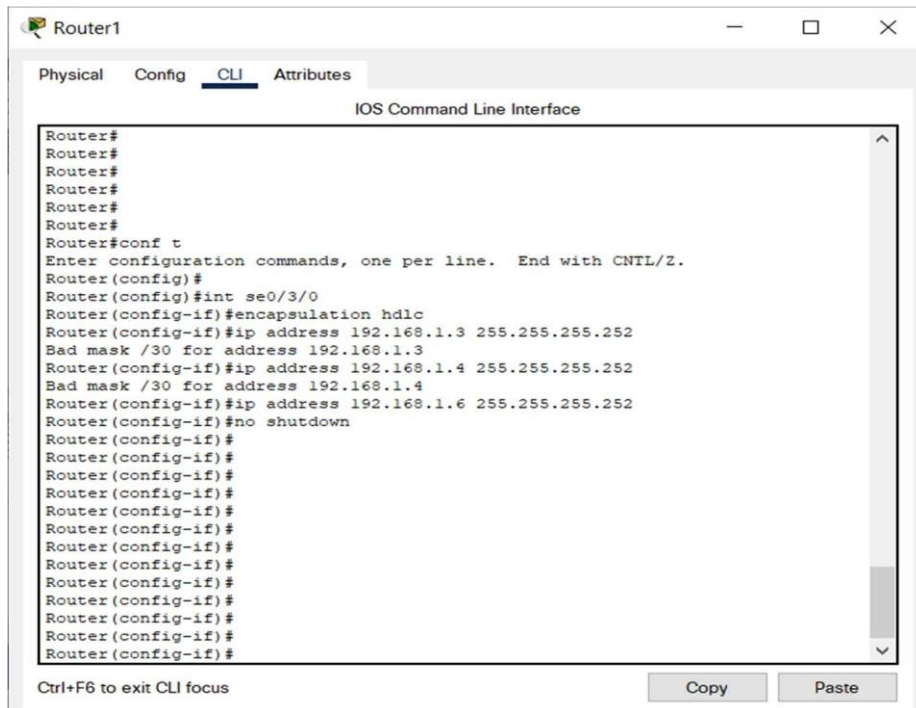 Router1
Physical Config CLI Attributes
IOS Command Line Interface
Router#
Router#
Router#
Router#
Router#
Router#
Router#conf t
Enter configuration commands, one per line.  End with CNTL/Z.
Router(config)#
Router(config)#int se0/3/0
Router(config-if)#encapsulation hdlc
Router(config-if)#ip address 192.168.1.3 255.255.255.252
Bad mask /30 for address 192.168.1.3
Router(config-if)#ip address 192.168.1.4 255.255.255.252
Bad mask /30 for address 192.168.1.4
Router(config-if)#ip address 192.168.1.6 255.255.255.252
Router(config-if)#no shutdown
Router(config-if)#
Router(config-if)#
Router(config-if)#
Router(config-if)#
Router(config-if)#
Router(config-if)#
Router(config-if)#
Router(config-if)#
Router(config-if)#
Router(config-if)#
Router(config-if)#
Router(config-if)#
Router(config-if)#
Ctrl+F6 to exit CLI focus Copy Paste